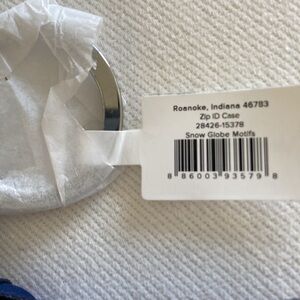 Roanoke, Indiana 46783
Zip ID Case
28426-15378
Snow Globe Motifs
8 86003 93579 8